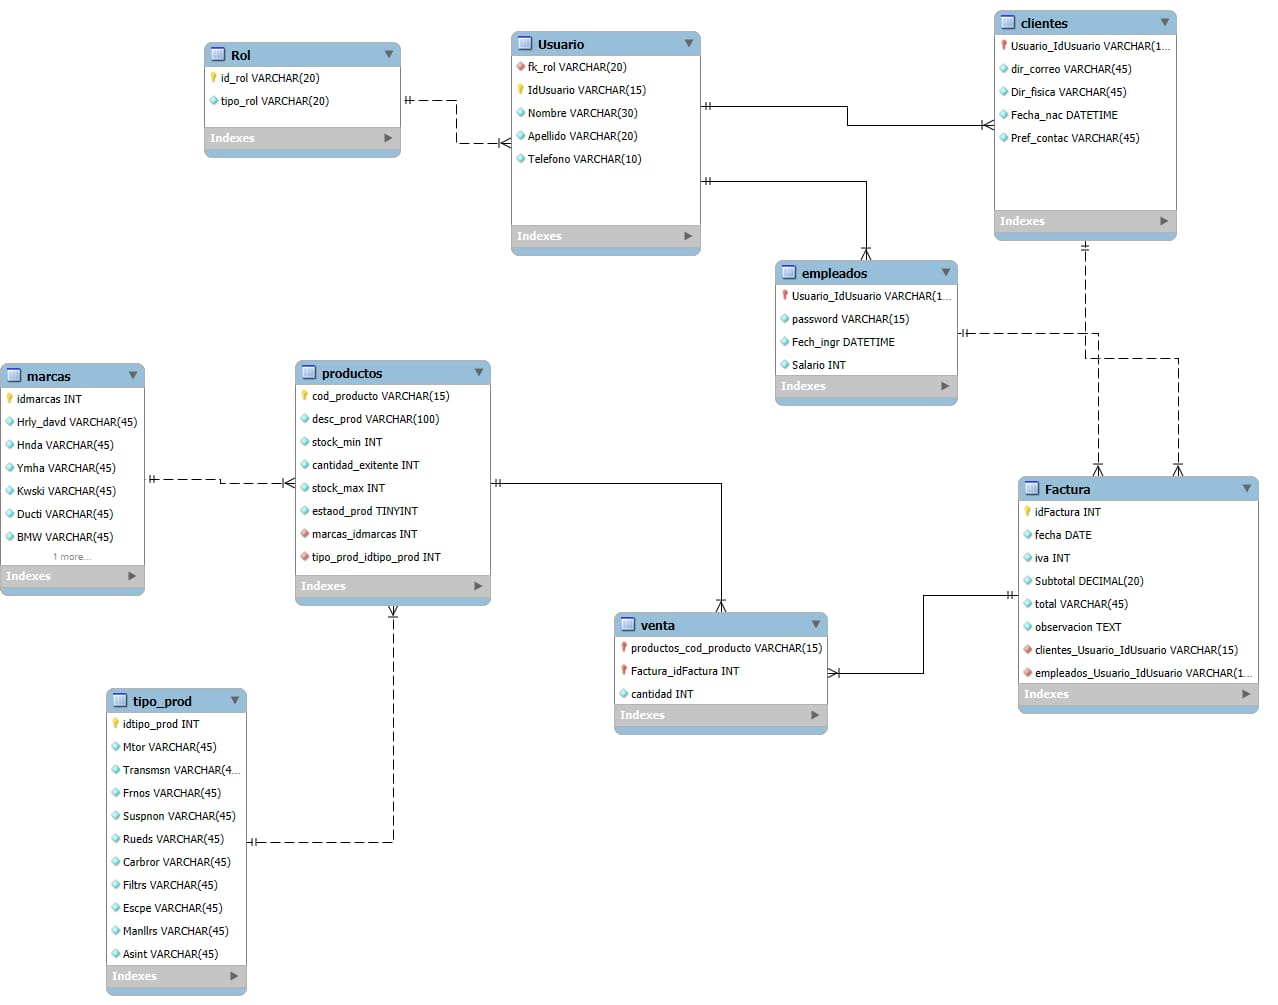 Rol
id_rol VARCHAR(20)
tipo_rol VARCHAR(20)
Indexes
Usuario
fk_rol VARCHAR(20)
IdUsuario VARCHAR(15)
Nombre VARCHAR(30)
Apellido VARCHAR(20)
Telefono VARCHAR(10)
Indexes
clientes
Usuario_IdUsuario VARCHAR(1...
dir_correo VARCHAR(45)
Dir_fisica VARCHAR(45)
Fecha_nac DATETIME
Pref_contac VARCHAR(45)
Indexes
empleados
Usuario_IdUsuario VARCHAR(1...
password VARCHAR(15)
Fech_ingr DATETIME
Salario INT
Indexes
marcas
idmarcas INT
Hrly_davd VARCHAR(45)
Hnda VARCHAR(45)
Ymha VARCHAR(45)
Kwski VARCHAR(45)
Ducti VARCHAR(45)
BMW VARCHAR(45)
1 more...
Indexes
productos
cod_producto VARCHAR(15)
desc_prod VARCHAR(100)
stock_min INT
cantidad_exitente INT
stock_max INT
estaod_prod TINYINT
marcas_idmarcas INT
tipo_prod_idtipo_prod INT
Indexes
Factura
idFactura INT
fecha DATE
iva INT
Subtotal DECIMAL(20)
total VARCHAR(45)
observacion TEXT
clientes_Usuario_IdUsuario VARCHAR(15)
empleados_Usuario_IdUsuario VARCHAR(1...
Indexes
venta
productos_cod_producto VARCHAR(15)
Factura_idFactura INT
cantidad INT
Indexes
tipo_prod
idtipo_prod INT
Mtor VARCHAR(45)
Transmsn VARCHAR(4...
Frnos VARCHAR(45)
Suspnon VARCHAR(45)
Rueds VARCHAR(45)
Carbror VARCHAR(45)
Filtrs VARCHAR(45)
Escpe VARCHAR(45)
Manllrs VARCHAR(45)
Asint VARCHAR(45)
Indexes